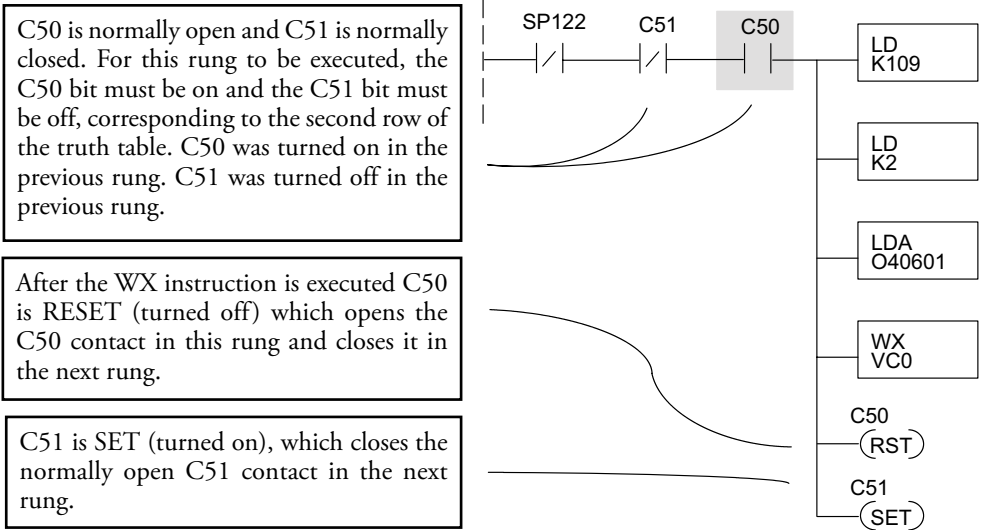 C50 is normally open and C51 is normally
closed. For this rung to be executed, the
C50 bit must be on and the C51 bit must
be off, corresponding to the second row of
the truth table. C50 was turned on in the
previous rung. C51 was turned off in the
previous rung.
After the WX instruction is executed C50
is RESET (turned off) which opens the
C50 contact in this rung and closes it in
the next rung.
C51 is SET (turned on), which closes the
normally open C51 contact in the next
rung.
SP122
C51
C50
LD
K109
LD
K2
LDA
O40601
WX
VC0
C50
RST
C51
SET